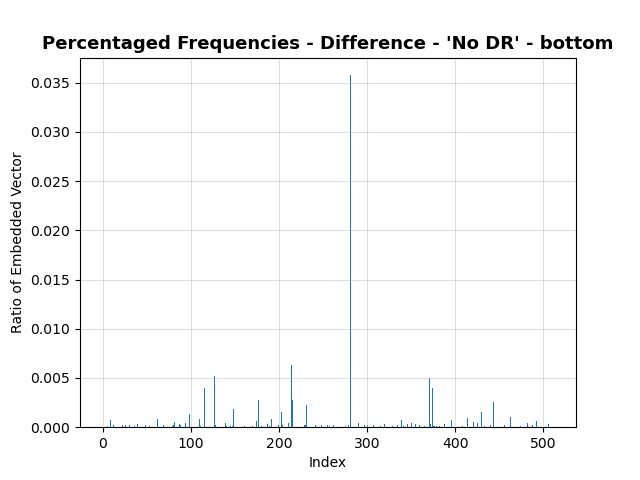 Percentaged Frequencies - Difference - 'No DR' - bottom
Ratio of Embedded Vector
0.035
0.030
0.025
0.020
0.015
0.010
0.005
0.000
0 100 200 300 400 500
Index